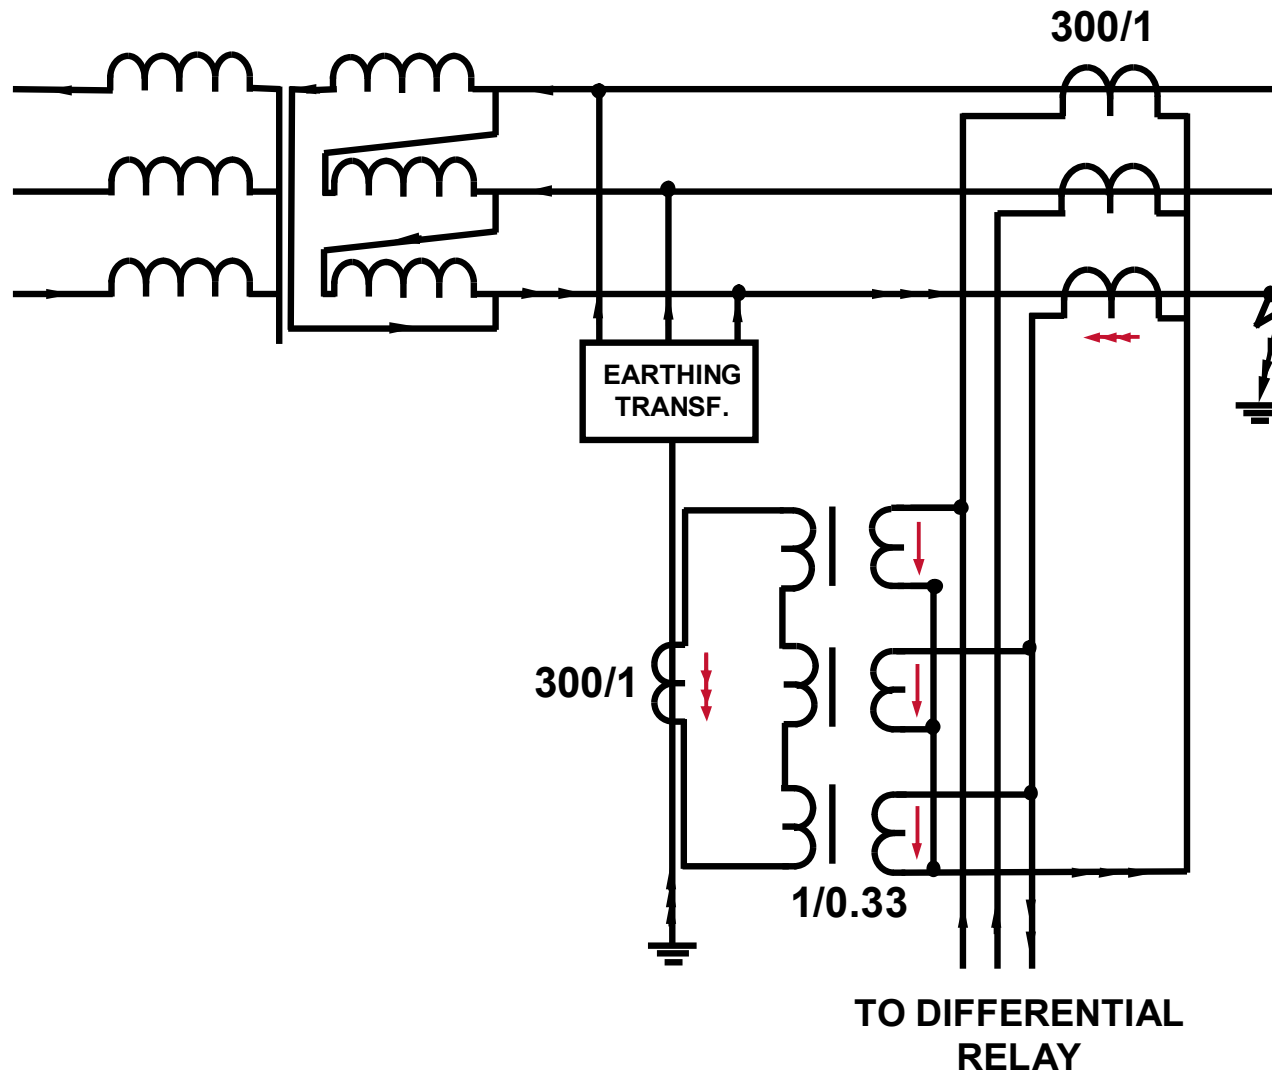 300/1
EARTHING
TRANSF.
300/1
1/0.33
TO DIFFERENTIAL
RELAY